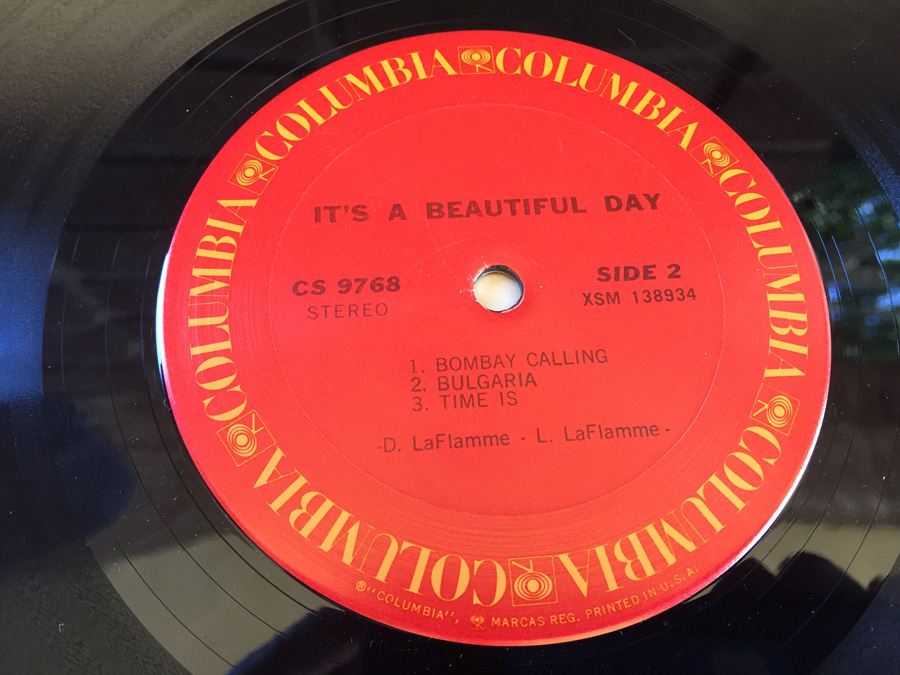 COLUMBIA COLUMBIA COLUMBIA COLUMBIA COLUMBIA COLUMBIA
IT'S A BEAUTIFUL DAY
CS 9768
STEREO
SIDE 2
XSM 138934
1. BOMBAY CALLING
2. BULGARIA
3. TIME IS
-D. LaFlamme - L. LaFlamme-
®"COLUMBIA", MARCAS REG. PRINTED IN U.S.A.